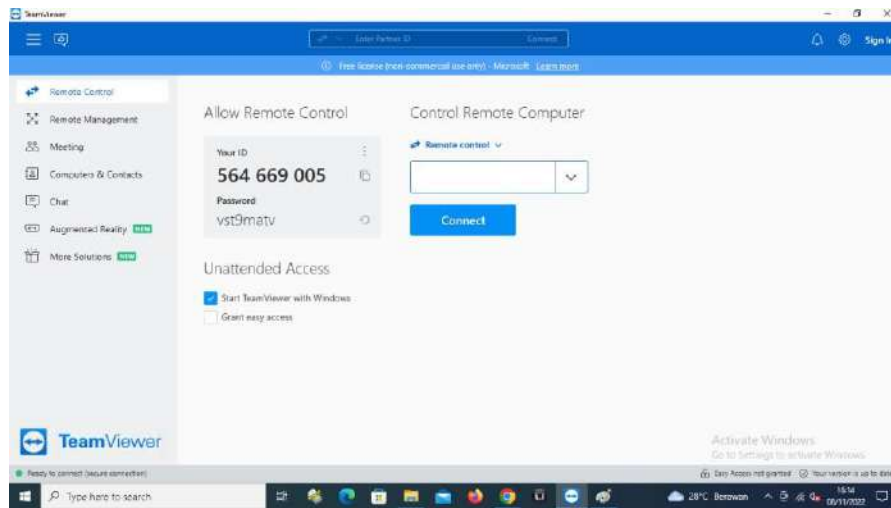 TeamViewer
Enter Partner ID
Connect
Sign In
Free license (non-commercial use only) - Microsoft Learn more
Remote Control
Remote Management
Meeting
Computers & Contacts
Chat
Augmented Reality NEW
More Solutions NEW
Allow Remote Control
Your ID
564 669 005
Password
vst9matv
Unattended Access
Start TeamViewer with Windows
Grant easy access
Control Remote Computer
Remote control
Connect
TeamViewer
Activate Windows
Go to Settings to activate Windows.
Ready to connect (secure connection)
Easy Access not granted
Your version is up to date
Type here to search
28°C Berawan
16:14
06/11/2022